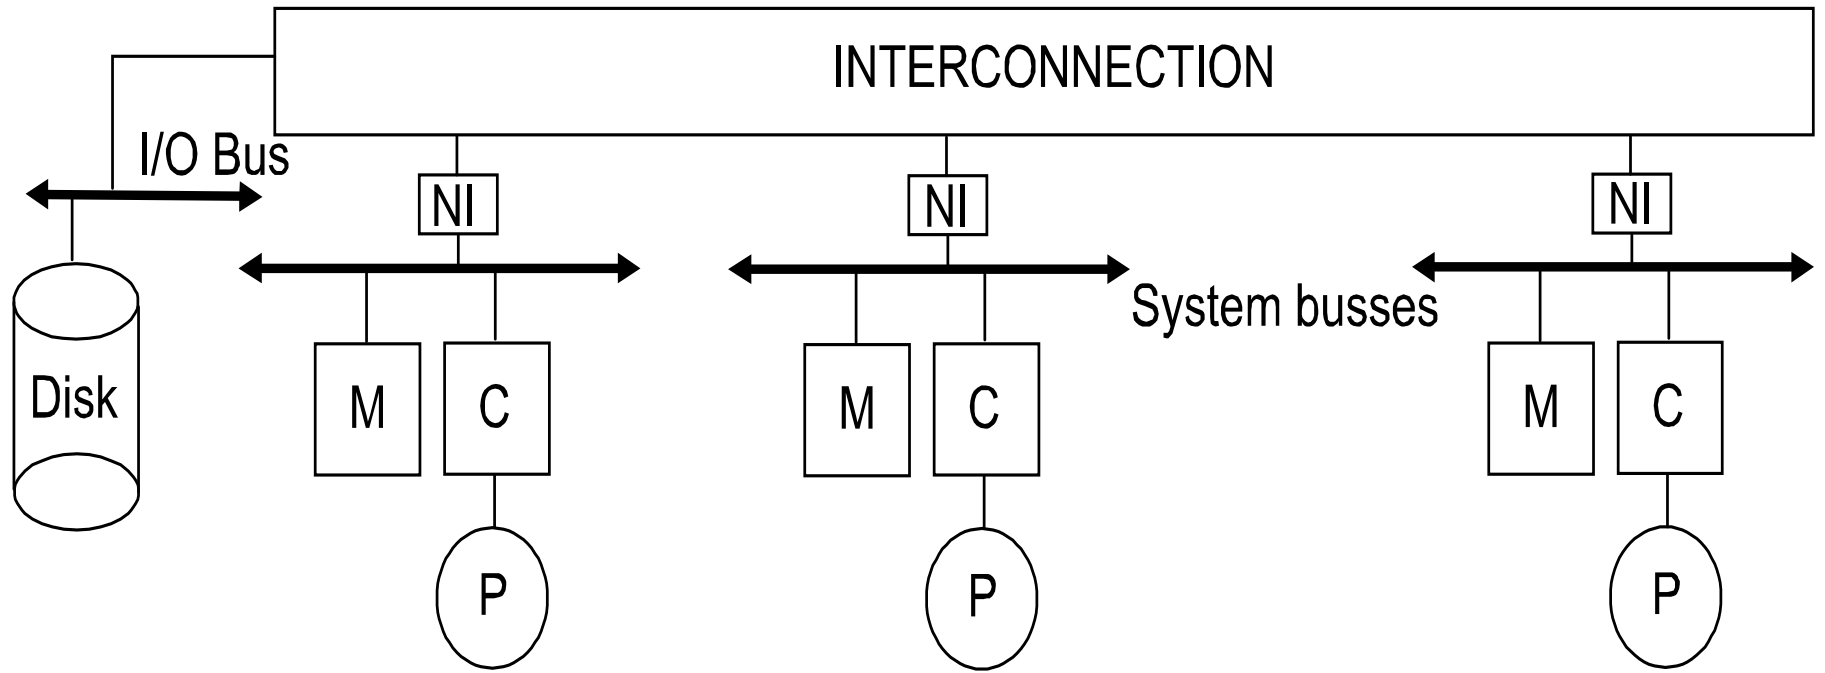 INTERCONNECTION
I/O Bus
NI
NI
NI
System busses
Disk
M
C
M
C
M
C
P
P
P